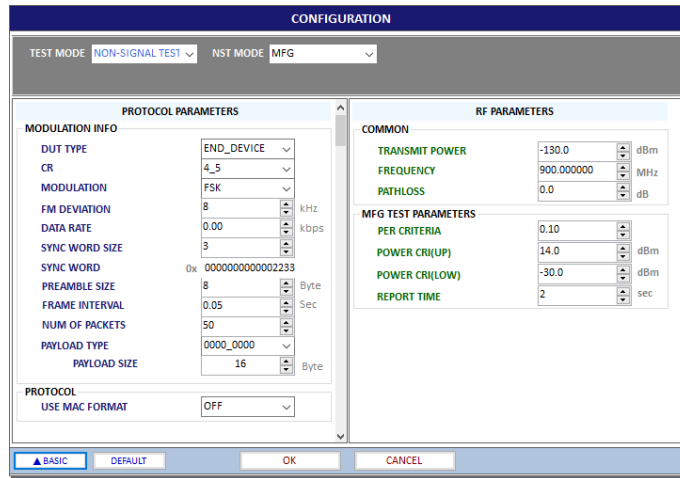 CONFIGURATION
TEST MODE NON-SIGNAL TEST NST MODE MFG
PROTOCOL PARAMETERS
MODULATION INFO
DUT TYPE END_DEVICE
CR 4_5
MODULATION FSK
FM DEVIATION 8 kHz
DATA RATE 0.00 kbps
SYNC WORD SIZE 3
SYNC WORD 0x 0000000000002233
PREAMBLE SIZE 8 Byte
FRAME INTERVAL 0.05 Sec
NUM OF PACKETS 50
PAYLOAD TYPE 0000_0000
PAYLOAD SIZE 16 Byte
PROTOCOL
USE MAC FORMAT OFF
RF PARAMETERS
COMMON
TRANSMIT POWER -130.0 dBm
FREQUENCY 900.000000 MHz
PATHLOSS 0.0 dB
MFG TEST PARAMETERS
PER CRITERIA 0.10
POWER CRI(UP) 14.0 dBm
POWER CRI(LOW) -30.0 dBm
REPORT TIME 2 sec
▲ BASIC DEFAULT OK CANCEL